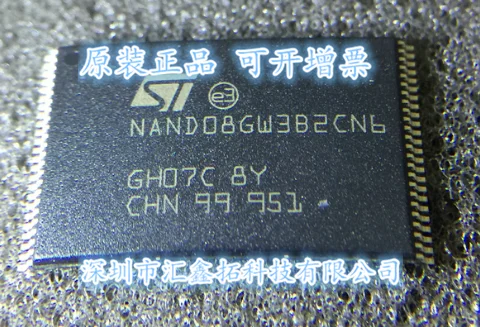 原装正品 可开增票
ST e3
NAND08GW3B2CN6
GH07C 8Y
CHN 99 951
深圳市汇鑫拓科技有限公司